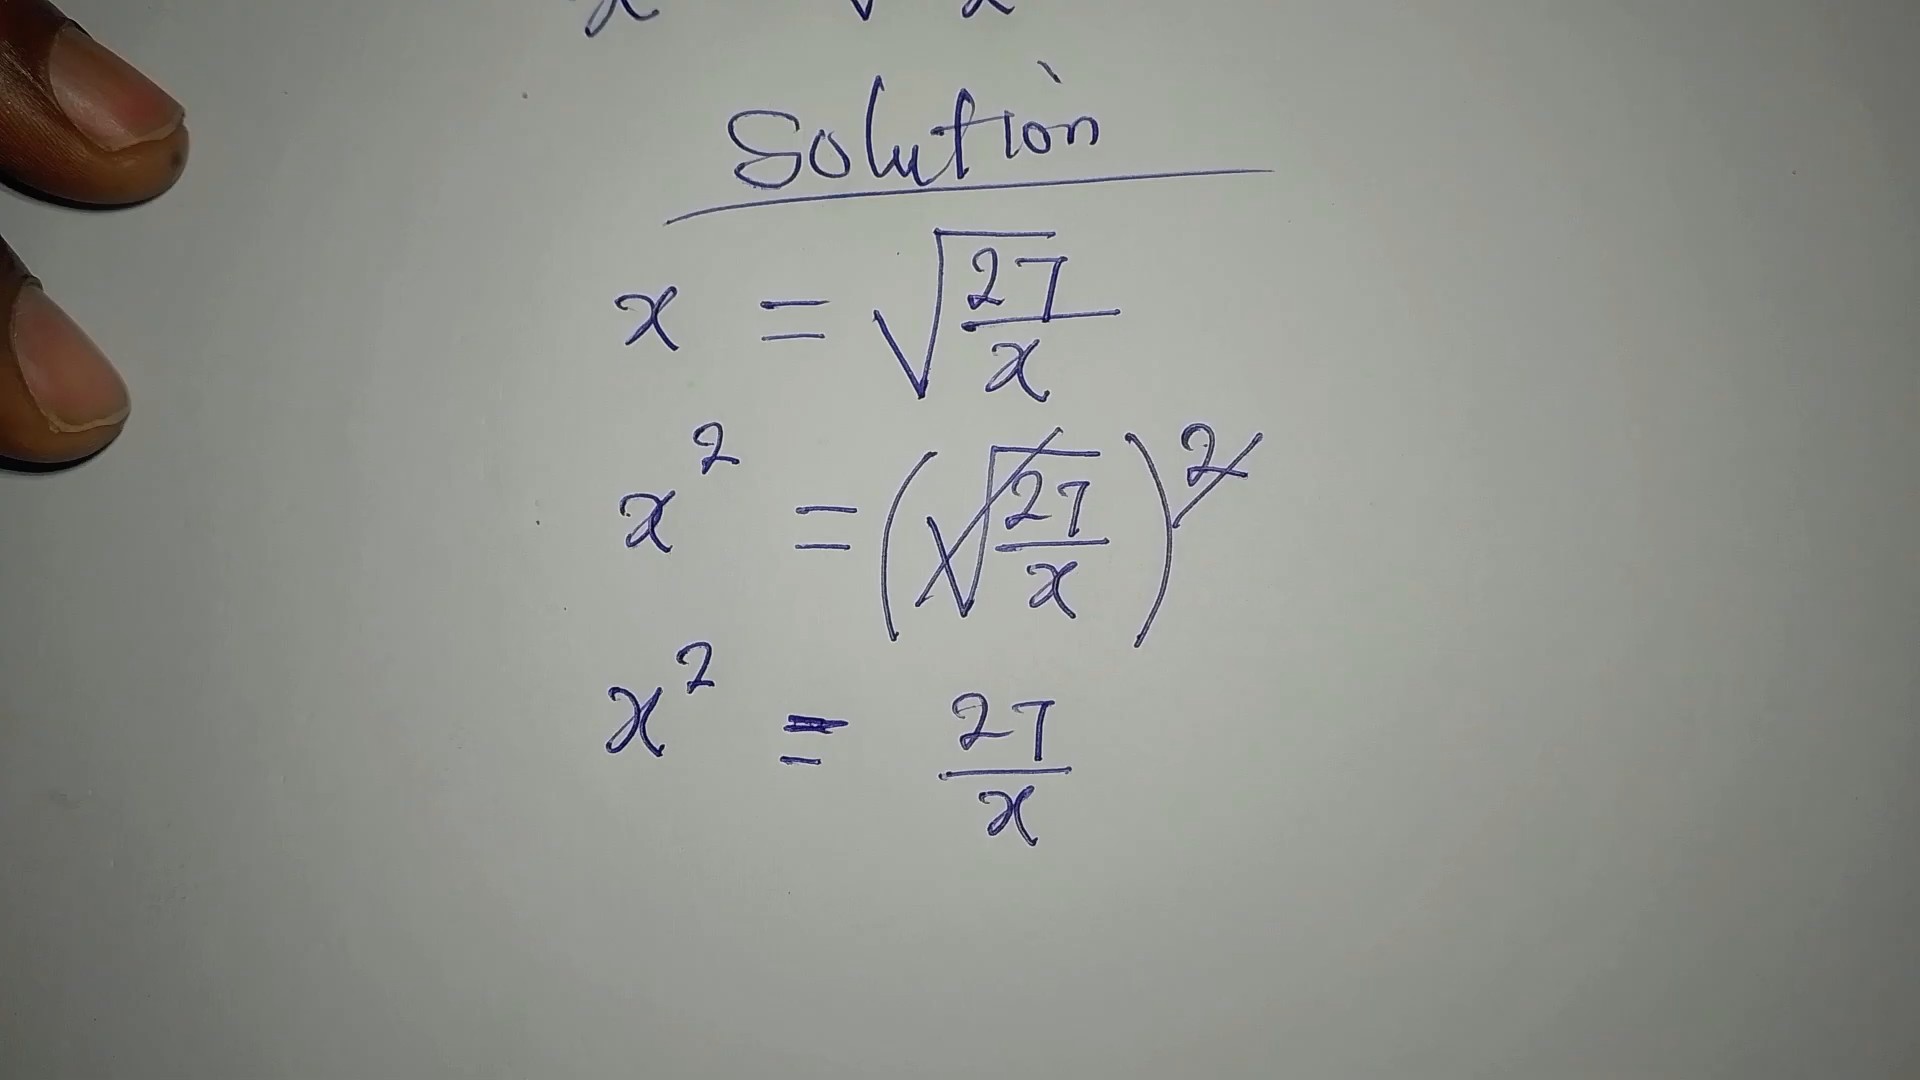 Solution
x = √27/x
x² = (√27/x)²
x² = 27/x